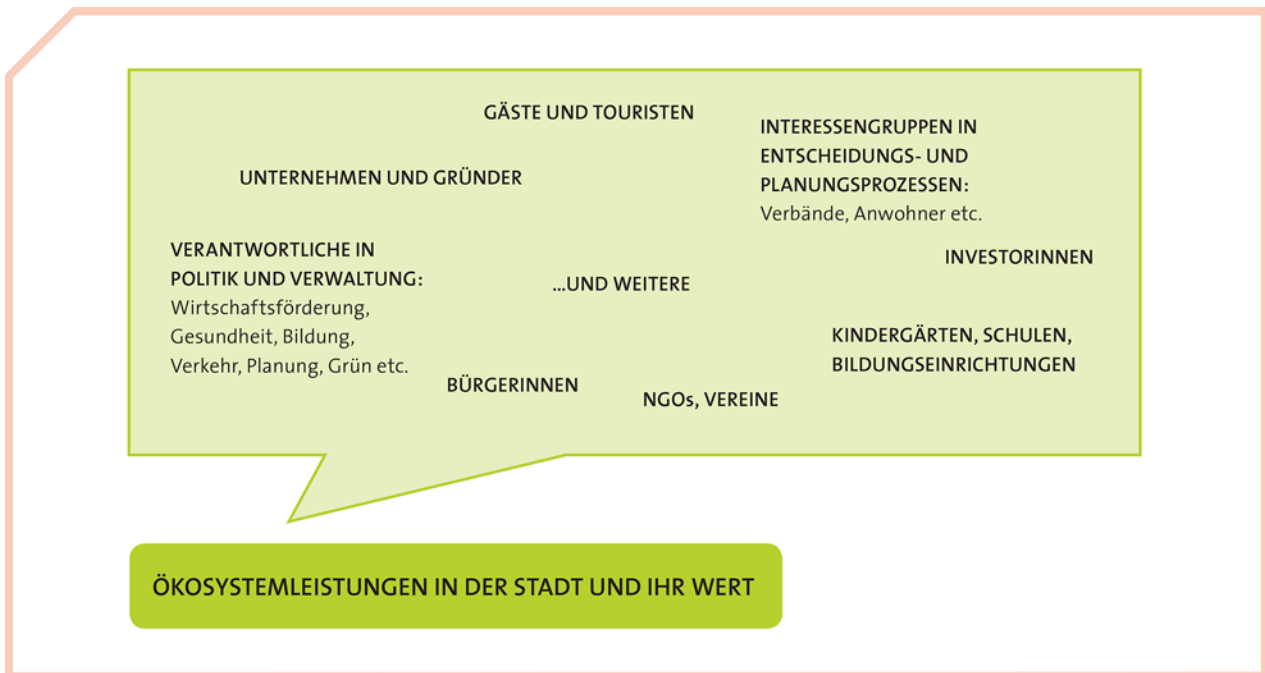 GÄSTE UND TOURISTEN
INTERESSENGRUPPEN IN
ENTSCHEIDUNGS- UND
PLANUNGSPROZESSEN:
Verbände, Anwohner etc.
UNTERNEHMEN UND GRÜNDER
VERANTWORTLICHE IN
POLITIK UND VERWALTUNG:
Wirtschaftsförderung,
Gesundheit, Bildung,
Verkehr, Planung, Grün etc.
...UND WEITERE
INVESTORINNEN
KINDERGÄRTEN, SCHULEN,
BILDUNGSEINRICHTUNGEN
BÜRGERINNEN
NGOs, VEREINE
ÖKOSYSTEMLEISTUNGEN IN DER STADT UND IHR WERT